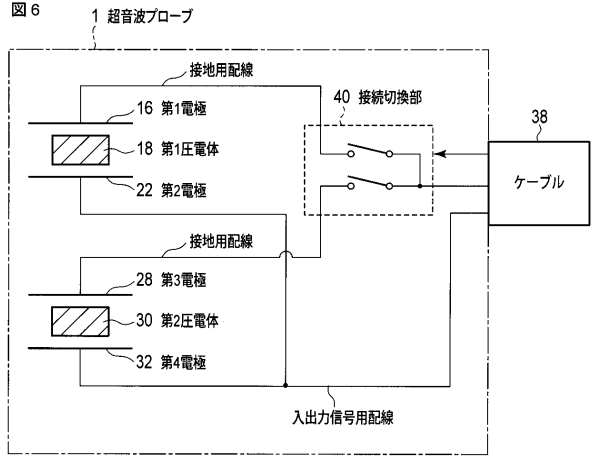 図6
1 超音波プローブ
接地用配線
16 第1電極
18 第1圧電体
22 第2電極
40 接続切換部
38
ケーブル
接地用配線
28 第3電極
30 第2圧電体
32 第4電極
入出力信号用配線